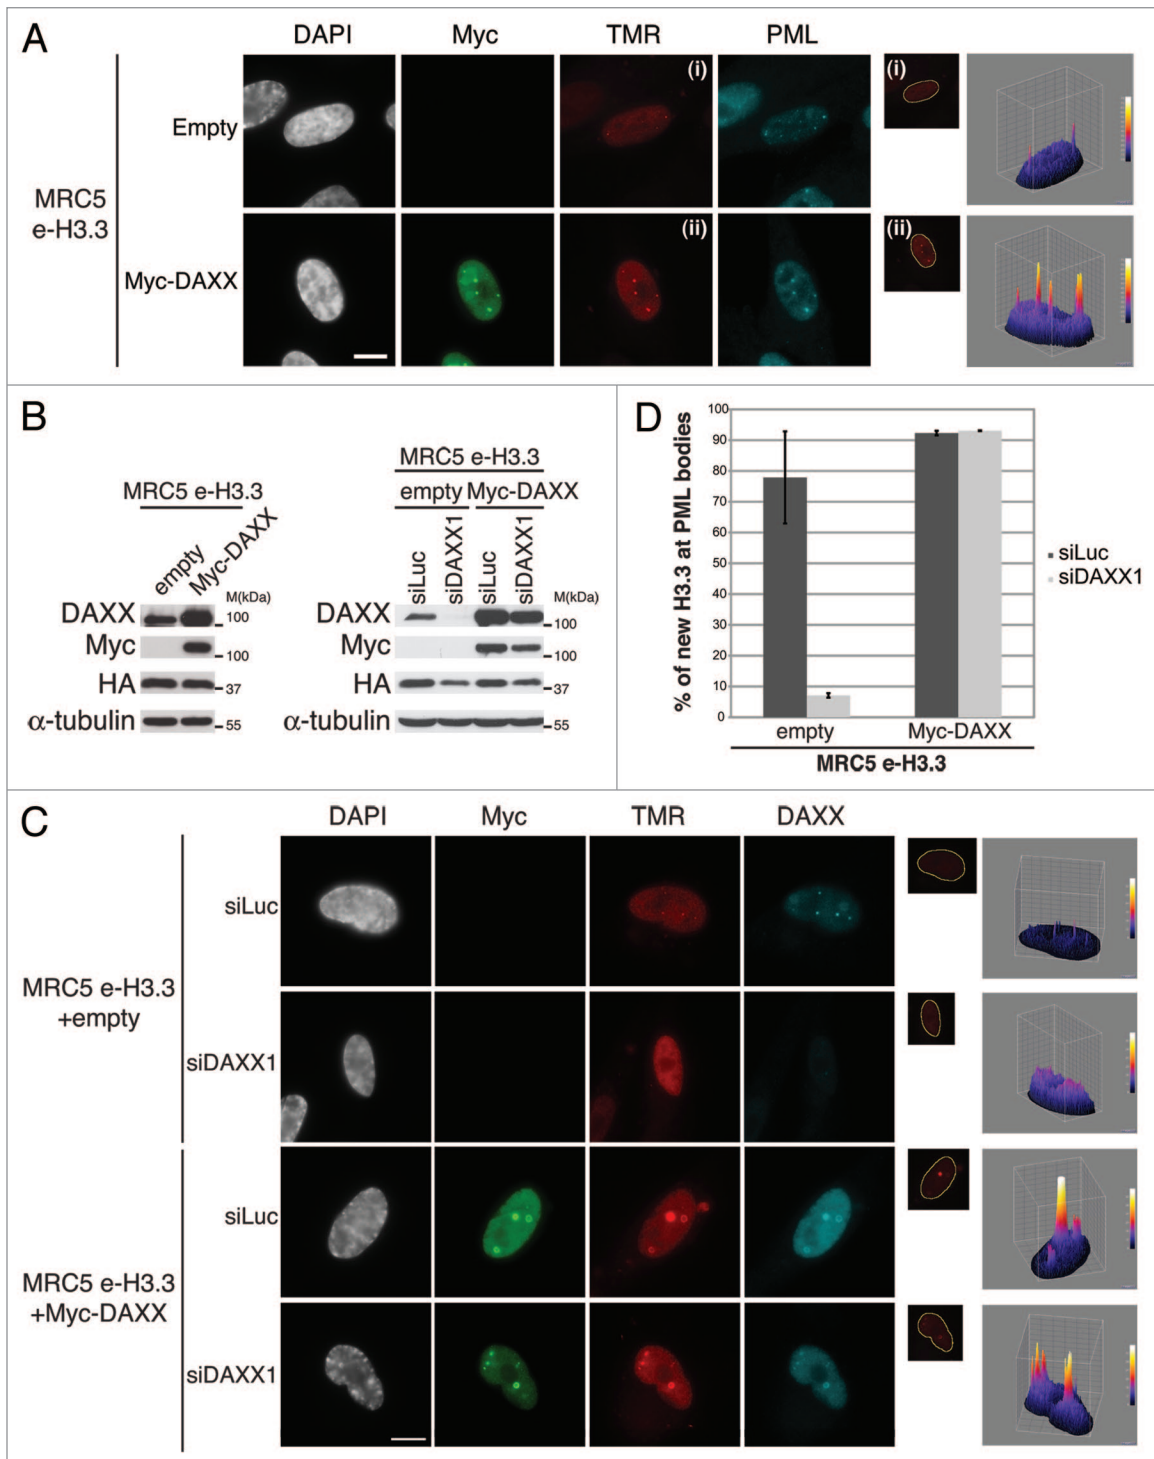 A
DAPI Myc TMR PML
(i) (i)
Empty
MRC5
e-H3.3
(ii) (ii)
Myc-DAXX
B
MRC5 e-H3.3
empty
Myc-DAXX
M(kDa)
DAXX 100
Myc 100
HA 37
α-tubulin 55
MRC5 e-H3.3
empty Myc-DAXX
siLuc siDAXX1 siLuc siDAXX1
M(kDa)
DAXX 100
Myc 100
HA 37
α-tubulin 55
D
% of new H3.3 at PML bodies
100
90
80
70
60
50
40
30
20
10
0
empty Myc-DAXX
MRC5 e-H3.3
siLuc
siDAXX1
C
DAPI Myc TMR DAXX
siLuc
MRC5 e-H3.3
+empty
siDAXX1
siLuc
MRC5 e-H3.3
+Myc-DAXX
siDAXX1